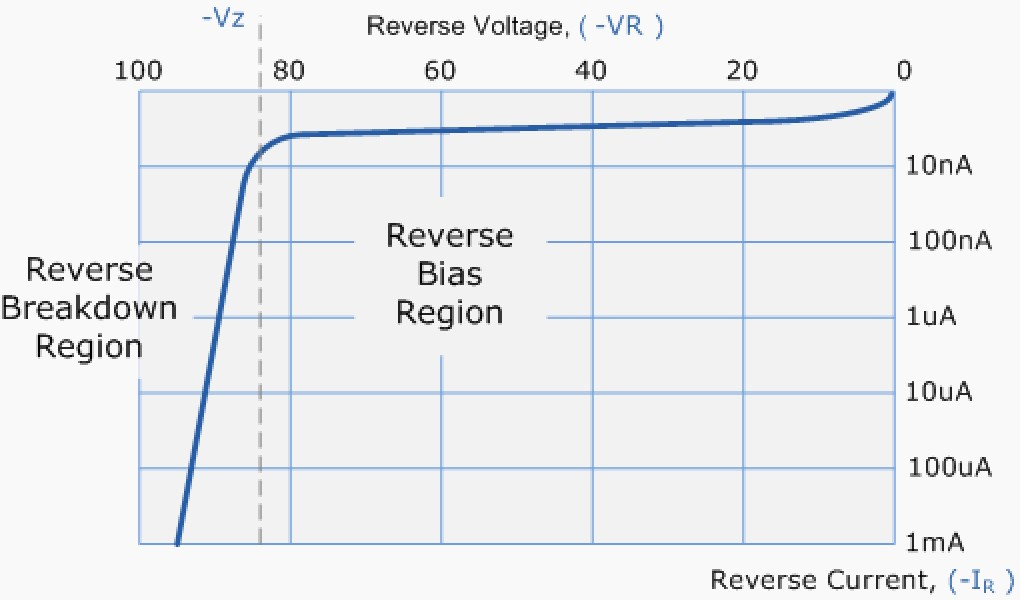 -Vz
Reverse Voltage, ( -VR )
100 80 60 40 20 0
10nA
100nA
1uA
10uA
100uA
1mA
Reverse
Breakdown
Region
Reverse
Bias
Region
Reverse Current, (-IR )